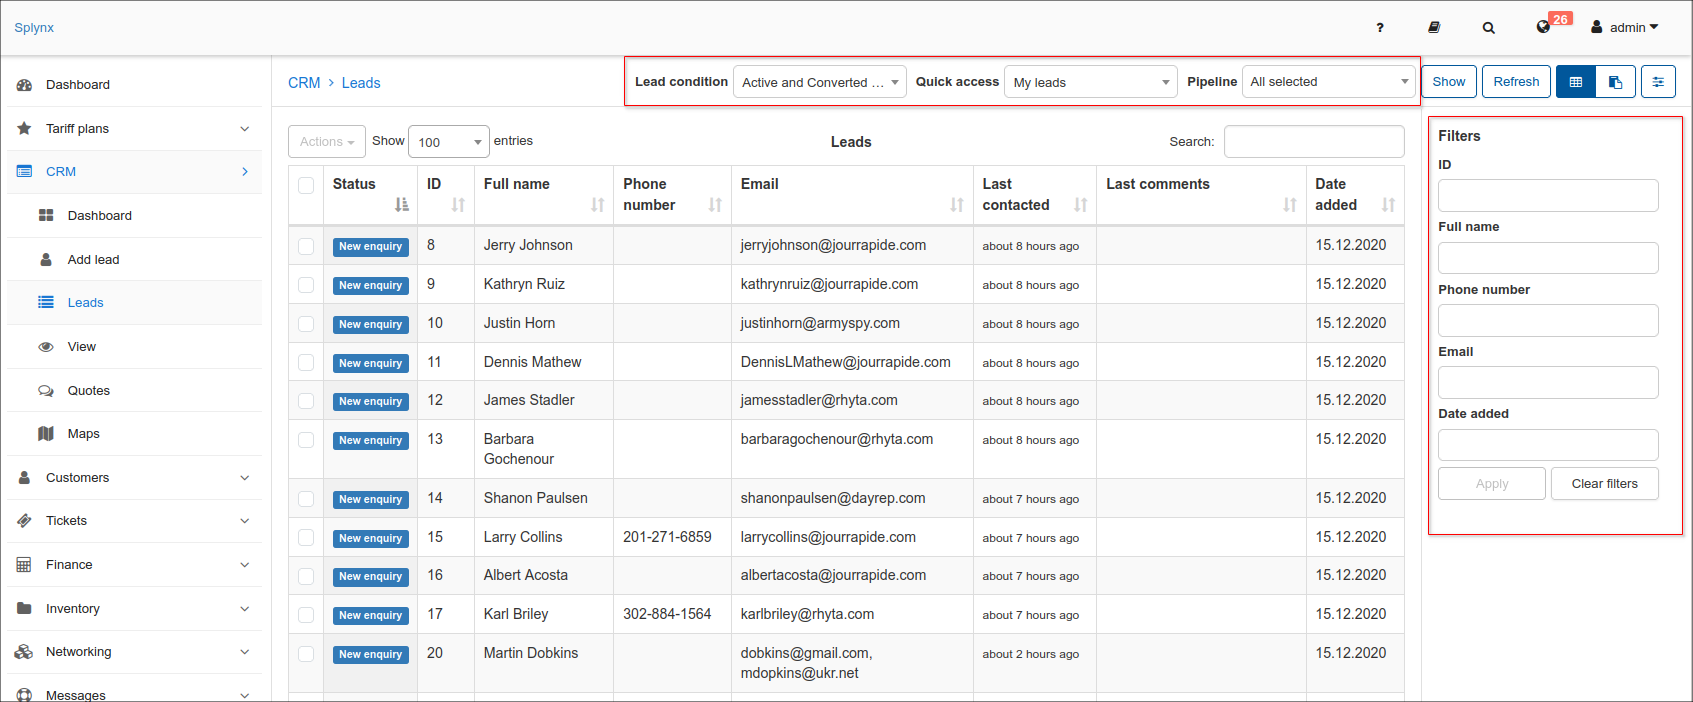 Splynx
?
26
admin
Dashboard
Tariff plans
CRM
Dashboard
Add lead
Leads
View
Quotes
Maps
Customers
Tickets
Finance
Inventory
Networking
Messages
CRM > Leads
Lead condition Active and Converted ... Quick access My leads Pipeline All selected
Show Refresh
Actions Show 100 entries
Leads
Search:
Status ID Full name Phone number Email Last contacted Last comments Date added
New enquiry 8 Jerry Johnson jerryjohnson@jourrapide.com about 8 hours ago 15.12.2020
New enquiry 9 Kathryn Ruiz kathrynruiz@jourrapide.com about 8 hours ago 15.12.2020
New enquiry 10 Justin Horn justinhorn@armyspy.com about 8 hours ago 15.12.2020
New enquiry 11 Dennis Mathew DennisLMathew@jourrapide.com about 8 hours ago 15.12.2020
New enquiry 12 James Stadler jamesstadler@rhyta.com about 8 hours ago 15.12.2020
New enquiry 13 Barbara Gochenour barbaragochenour@rhyta.com about 8 hours ago 15.12.2020
New enquiry 14 Shanon Paulsen shanonpaulsen@dayrep.com about 7 hours ago 15.12.2020
New enquiry 15 Larry Collins 201-271-6859 larrycollins@jourrapide.com about 7 hours ago 15.12.2020
New enquiry 16 Albert Acosta albertacosta@jourrapide.com about 7 hours ago 15.12.2020
New enquiry 17 Karl Briley 302-884-1564 karlbriley@rhyta.com about 7 hours ago 15.12.2020
New enquiry 20 Martin Dobkins dobkins@gmail.com, mdopkins@ukr.net about 2 hours ago 15.12.2020
Filters
ID
Full name
Phone number
Email
Date added
Apply Clear filters